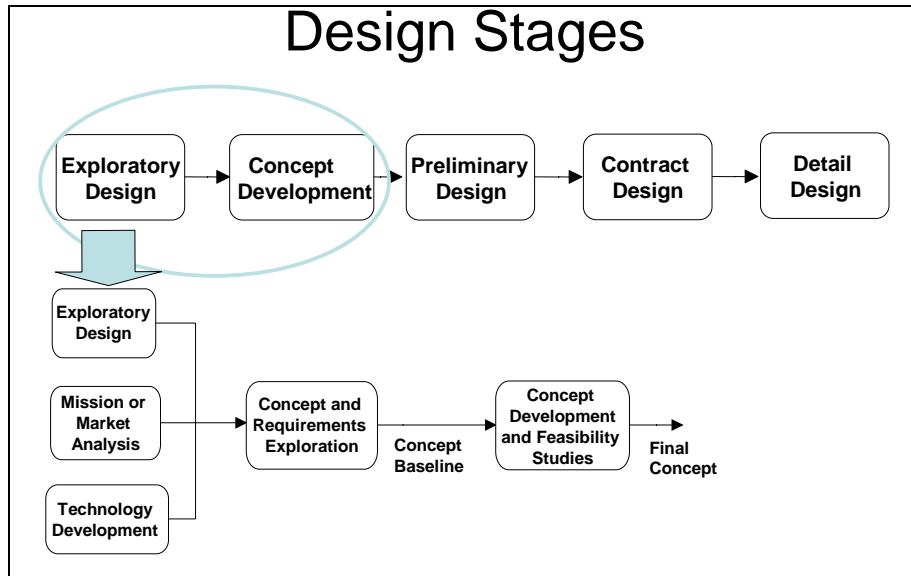 Design Stages
Exploratory
Design
Concept
Development
Preliminary
Design
Contract
Design
Detail
Design
Exploratory
Design
Mission or
Market
Analysis
Technology
Development
Concept and
Requirements
Exploration
Concept
Baseline
Concept
Development
and Feasibility
Studies
Final
Concept